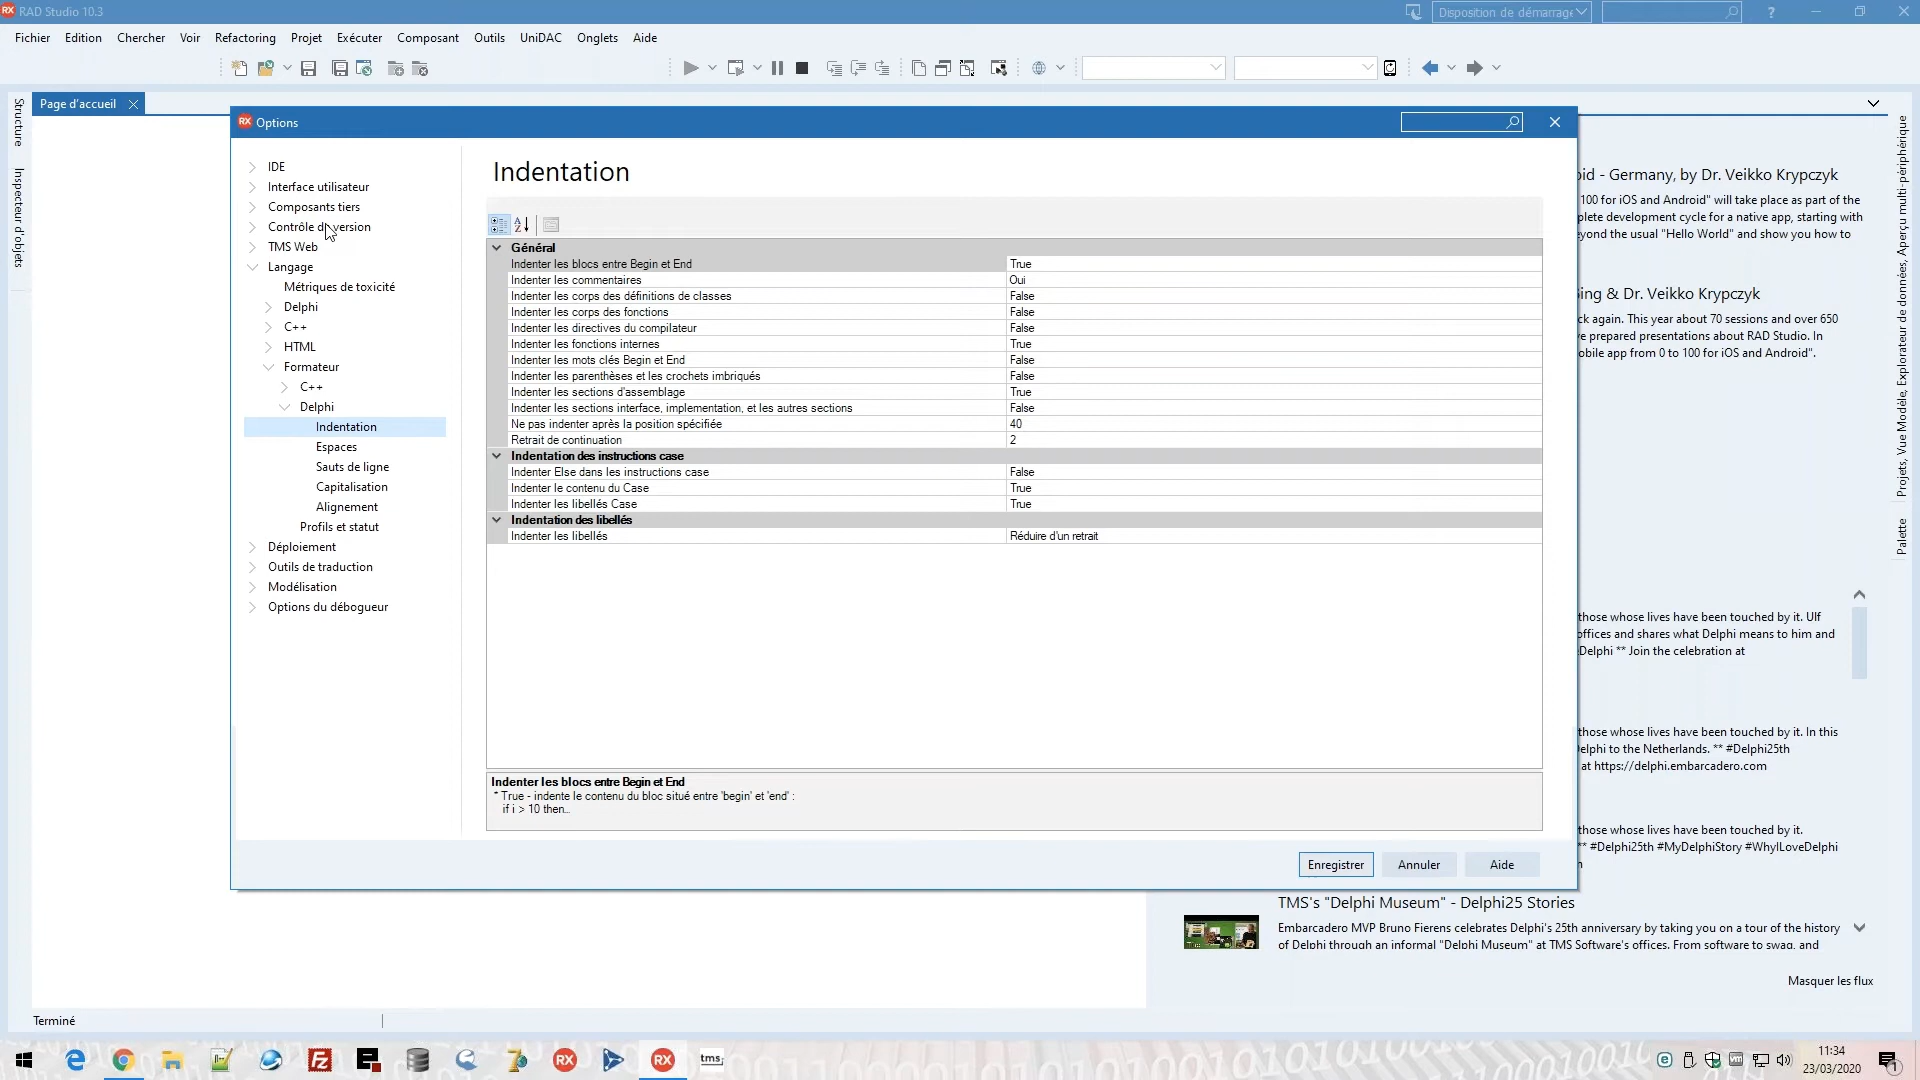 RX RAD Studio 10.3
Disposition de démarrage
?
Fichier Edition Chercher Voir Refactoring Projet Exécuter Composant Outils UniDAC Onglets Aide
Structure
Inspecteur d'objets
Page d'accueil
RX Options
IDE
Interface utilisateur
Composants tiers
Contrôle de version
TMS Web
Langage
Métriques de toxicité
Delphi
C++
HTML
Formateur
C++
Delphi
Indentation
Espaces
Sauts de ligne
Capitalisation
Alignement
Profils et statut
Déploiement
Outils de traduction
Modélisation
Options du débogueur
Indentation
Général
Indenter les blocs entre Begin et End True
Indenter les commentaires Oui
Indenter les corps des définitions de classes False
Indenter les corps des fonctions False
Indenter les directives du compilateur False
Indenter les fonctions internes True
Indenter les mots clés Begin et End False
Indenter les parenthèses et les crochets imbriqués False
Indenter les sections d'assemblage True
Indenter les sections interface, implementation, et les autres sections False
Ne pas indenter après la position spécifiée 40
Retrait de continuation 2
Indentation des instructions case
Indenter Else dans les instructions case False
Indenter le contenu du Case True
Indenter les libellés Case True
Indentation des libellés
Indenter les libellés Réduire d'un retrait
Indenter les blocs entre Begin et End
* True - indente le contenu du bloc situé entre 'begin' et 'end' :
if i > 10 then...
Enregistrer Annuler Aide
oid - Germany, by Dr. Veikko Krypczyk
100 for iOS and Android" will take place as part of the
plete development cycle for a native app, starting with
eyond the usual "Hello World" and show you how to
ing & Dr. Veikko Krypczyk
ck again. This year about 70 sessions and over 650
e prepared presentations about RAD Studio. In
obile app from 0 to 100 for iOS and Android".
those whose lives have been touched by it. Ulf
offices and shares what Delphi means to him and
Delphi ** Join the celebration at
those whose lives have been touched by it. In this
elphi to the Netherlands. ** #Delphi25th
at https://delphi.embarcadero.com
those whose lives have been touched by it.
** #Delphi25th #MyDelphiStory #WhyILoveDelphi
TMS's "Delphi Museum" - Delphi25 Stories
Embarcadero MVP Bruno Fierens celebrates Delphi's 25th anniversary by taking you on a tour of the history
of Delphi through an informal "Delphi Museum" at TMS Software's offices. From software to swag, and
Masquer les flux
Projets, Vue Modèle, Explorateur de données, Aperçu multi-périphérique
Palette
Terminé
RX
RX
tms
11:34
23/03/2020